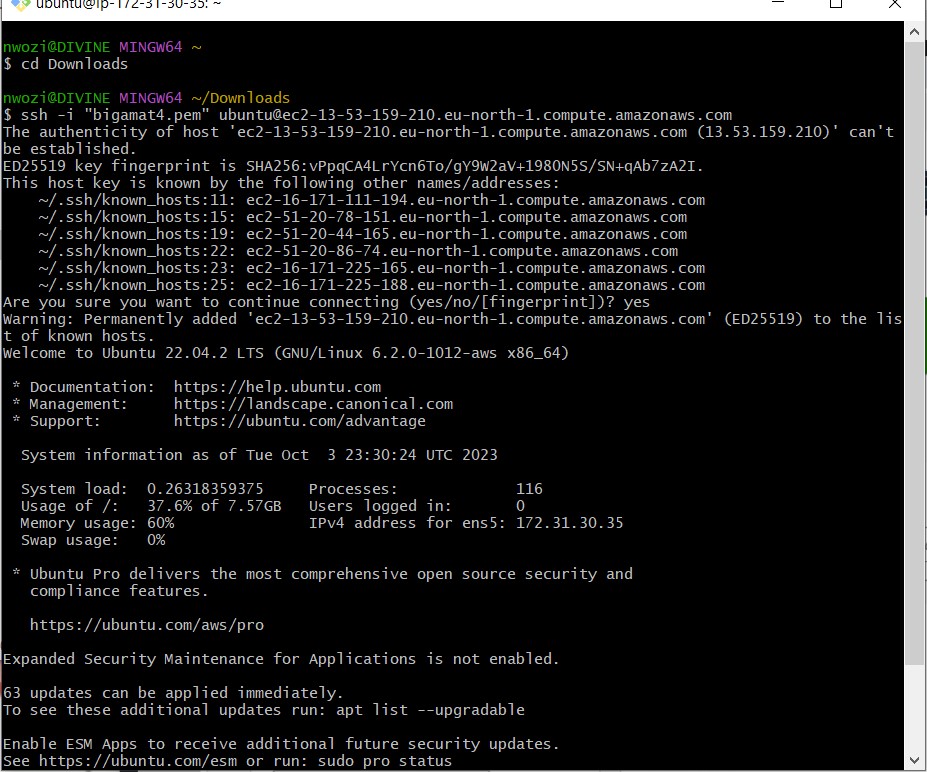 ubuntu@ip-172-31-30-35: ~
nwozi@DIVINE MINGW64 ~
$ cd Downloads
nwozi@DIVINE MINGW64 ~/Downloads
$ ssh -i "bigamat4.pem" ubuntu@ec2-13-53-159-210.eu-north-1.compute.amazonaws.com
The authenticity of host 'ec2-13-53-159-210.eu-north-1.compute.amazonaws.com (13.53.159.210)' can't
be established.
ED25519 key fingerprint is SHA256:vPpqCA4LrYcn6To/gY9W2aV+198ON5S/SN+qAb7zA2I.
This host key is known by the following other names/addresses:
    ~/.ssh/known_hosts:11: ec2-16-171-111-194.eu-north-1.compute.amazonaws.com
    ~/.ssh/known_hosts:15: ec2-51-20-78-151.eu-north-1.compute.amazonaws.com
    ~/.ssh/known_hosts:19: ec2-51-20-44-165.eu-north-1.compute.amazonaws.com
    ~/.ssh/known_hosts:22: ec2-51-20-86-74.eu-north-1.compute.amazonaws.com
    ~/.ssh/known_hosts:23: ec2-16-171-225-165.eu-north-1.compute.amazonaws.com
    ~/.ssh/known_hosts:25: ec2-16-171-225-188.eu-north-1.compute.amazonaws.com
Are you sure you want to continue connecting (yes/no/[fingerprint])? yes
Warning: Permanently added 'ec2-13-53-159-210.eu-north-1.compute.amazonaws.com' (ED25519) to the lis
t of known hosts.
Welcome to Ubuntu 22.04.2 LTS (GNU/Linux 6.2.0-1012-aws x86_64)
 * Documentation:  https://help.ubuntu.com
 * Management:     https://landscape.canonical.com
 * Support:        https://ubuntu.com/advantage
  System information as of Tue Oct  3 23:30:24 UTC 2023
  System load:  0.26318359375     Processes:             116
  Usage of /:   37.6% of 7.57GB   Users logged in:       0
  Memory usage: 60%               IPv4 address for ens5: 172.31.30.35
  Swap usage:   0%
 * Ubuntu Pro delivers the most comprehensive open source security and
   compliance features.
   https://ubuntu.com/aws/pro
Expanded Security Maintenance for Applications is not enabled.
63 updates can be applied immediately.
To see these additional updates run: apt list --upgradable
Enable ESM Apps to receive additional future security updates.
See https://ubuntu.com/esm or run: sudo pro status